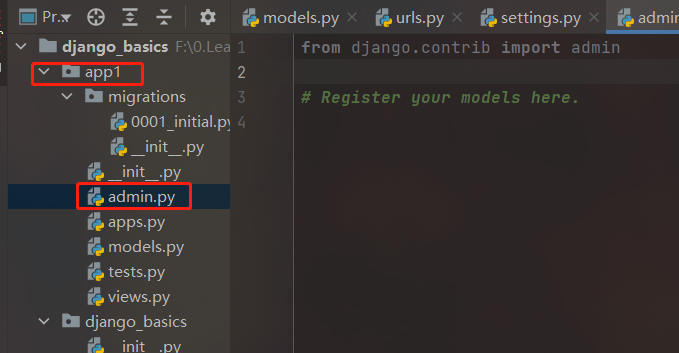 Pr...
models.py
urls.py
settings.py
admin
django_basics F:\0.Lea
app1
migrations
0001_initial.py
__init__.py
__init__.py
admin.py
apps.py
models.py
tests.py
views.py
django_basics
__init__.py
1 from django.contrib import admin
2
3 # Register your models here.
4